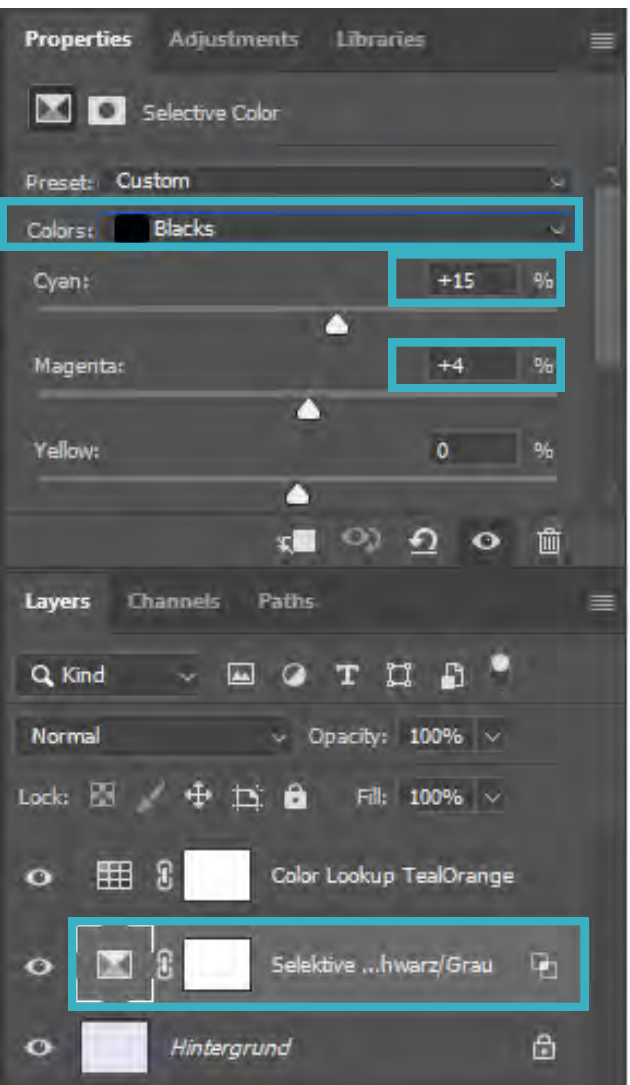 Properties Adjustments Libraries
Selective Color
Preset: Custom
Colors: Blacks
Cyan: +15 %
Magenta: +4 %
Yellow: 0 %
Layers Channels Paths
Kind T
Normal Opacity: 100%
Lock: Fill: 100%
Color Lookup TealOrange
Selektive ...hwarz/Grau
Hintergrund